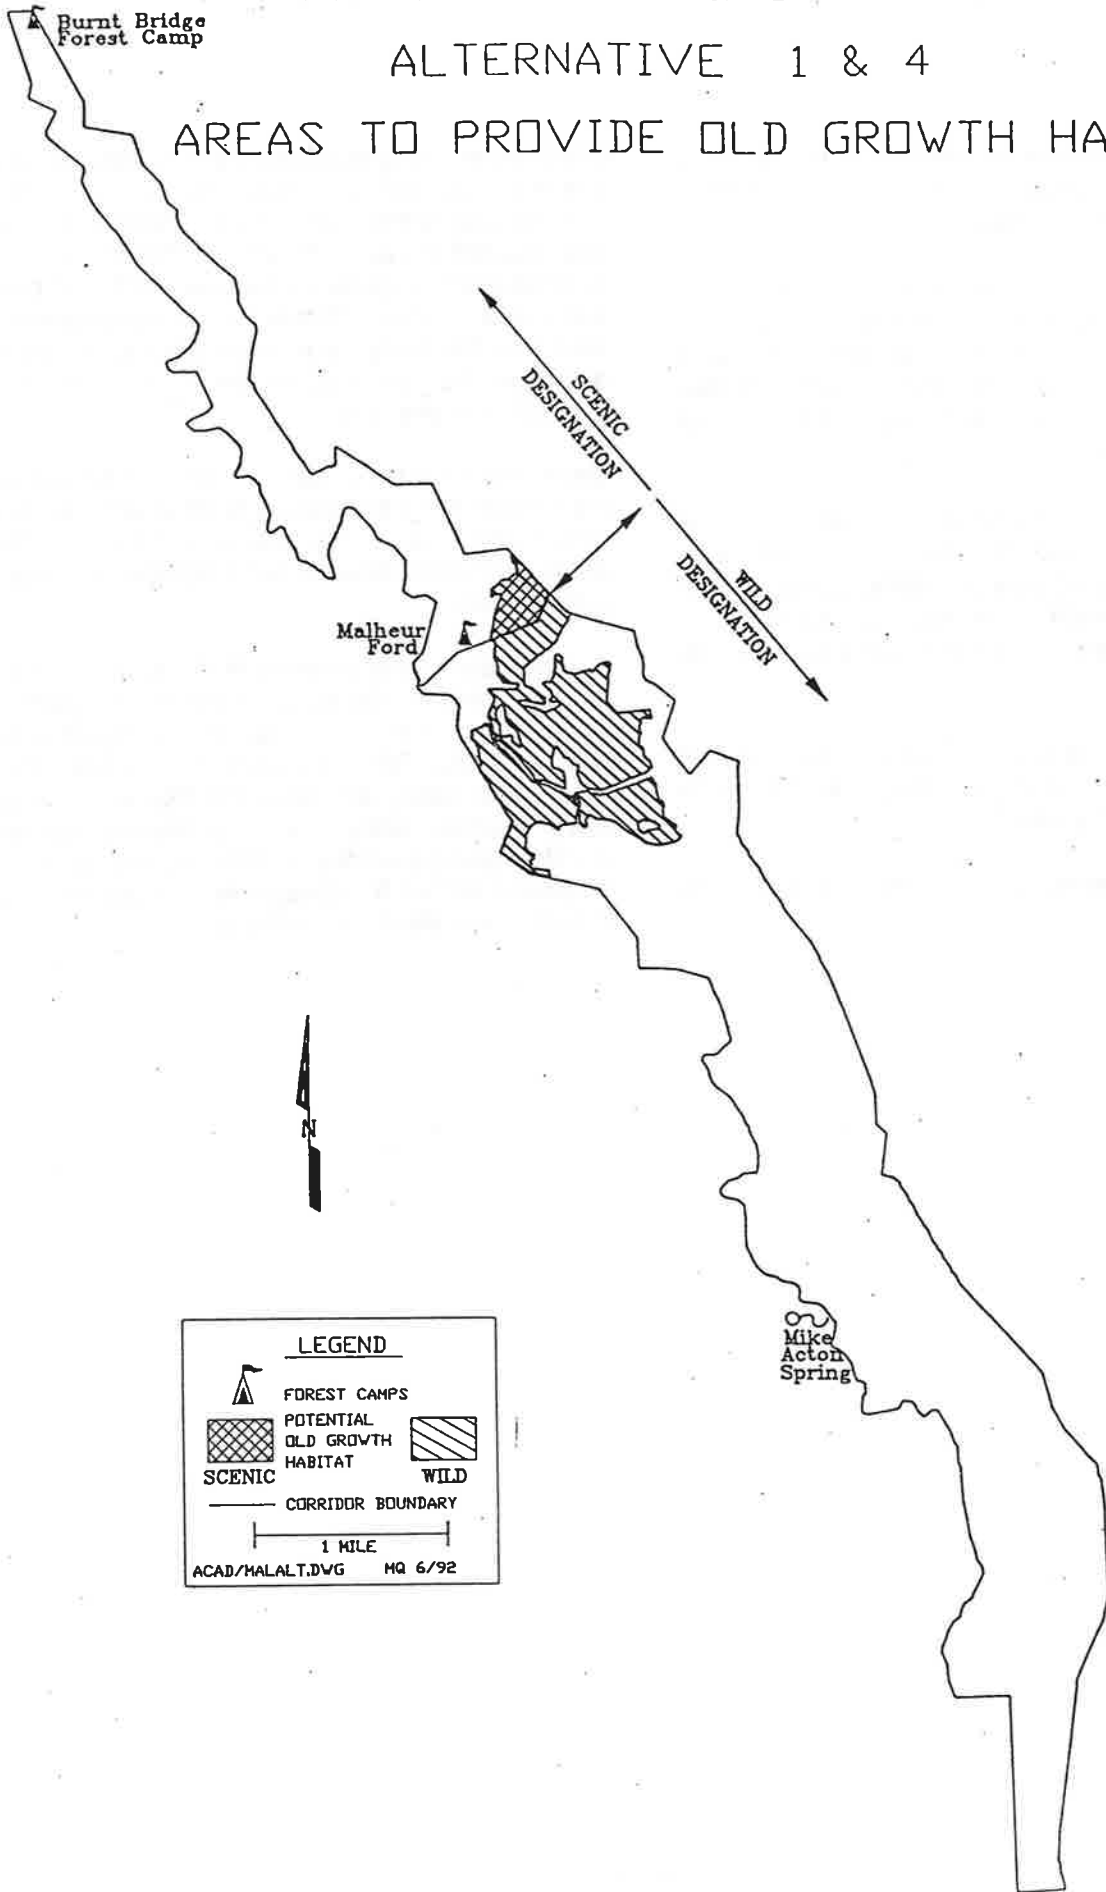 Burnt Bridge
Forest Camp
ALTERNATIVE 1 & 4
AREAS TO PROVIDE OLD GROWTH HA
SCENIC
DESIGNATION
WILD
DESIGNATION
Malheur
Ford
N
Mike
Acton
Spring
LEGEND
FOREST CAMPS
POTENTIAL
OLD GROWTH
HABITAT
SCENIC
WILD
CORRIDOR BOUNDARY
1 MILE
ACAD/MALALT.DWG MQ 6/92